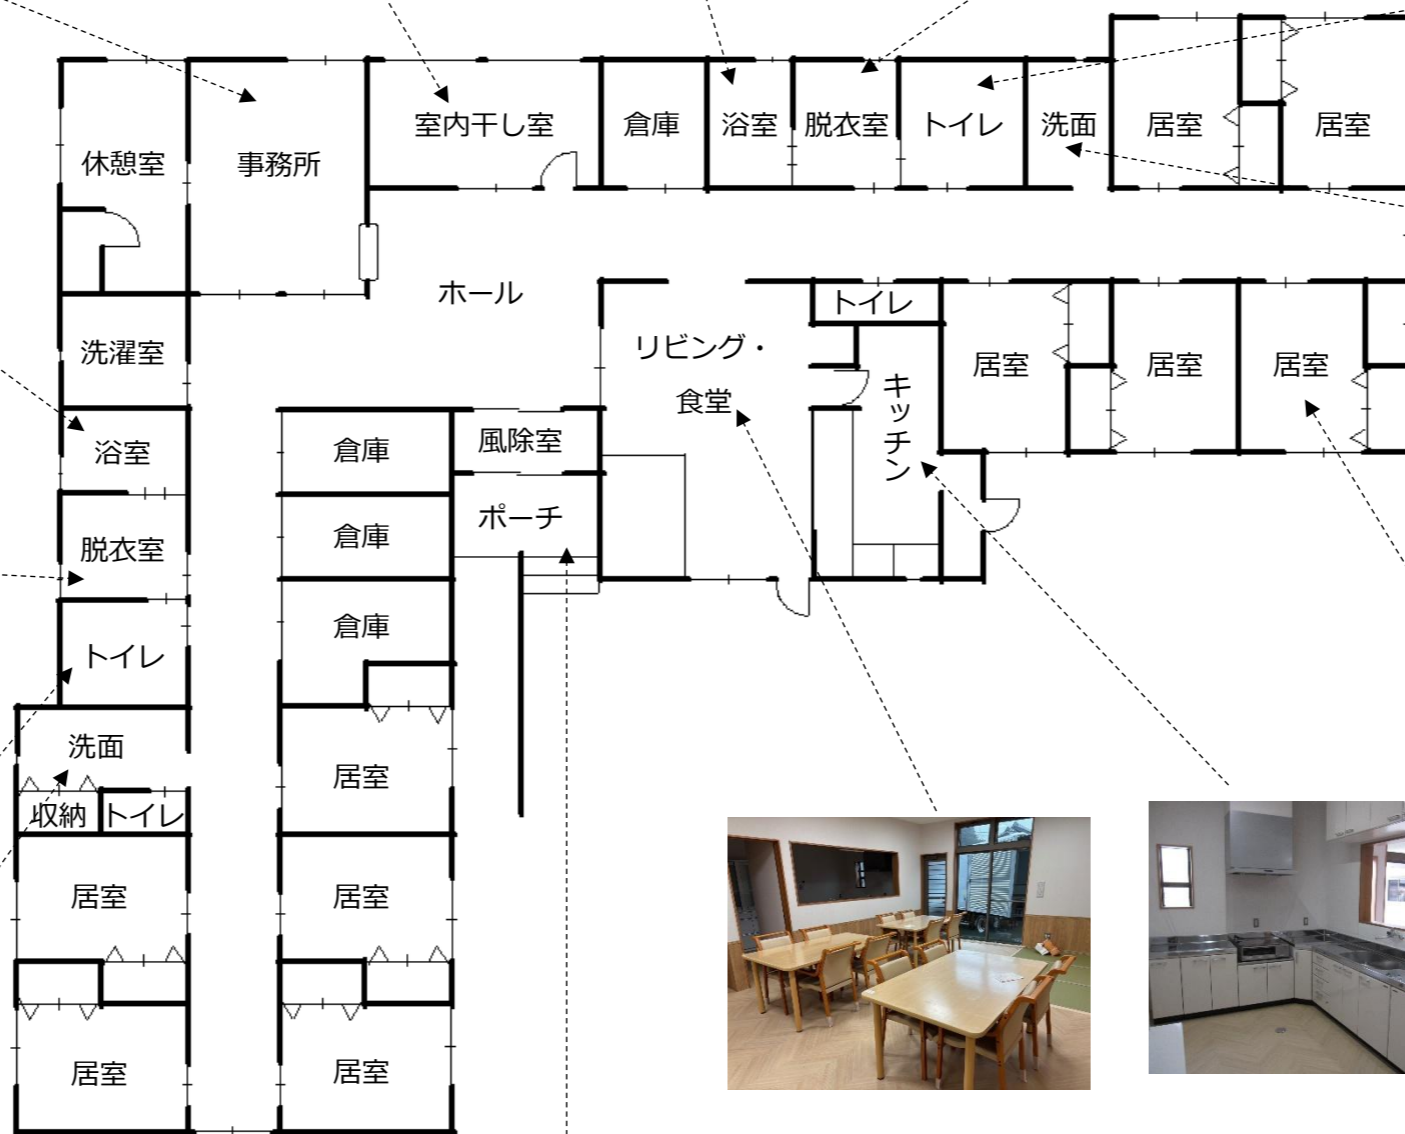 休憩室
事務所
室内干し室
倉庫
浴室
脱衣室
トイレ
洗面
居室
居室
ホール
洗濯室
リビング・
食堂
トイレ
キッチン
居室
居室
居室
浴室
倉庫
風除室
脱衣室
倉庫
ポーチ
トイレ
倉庫
洗面
居室
収納
トイレ
居室
居室
居室
居室